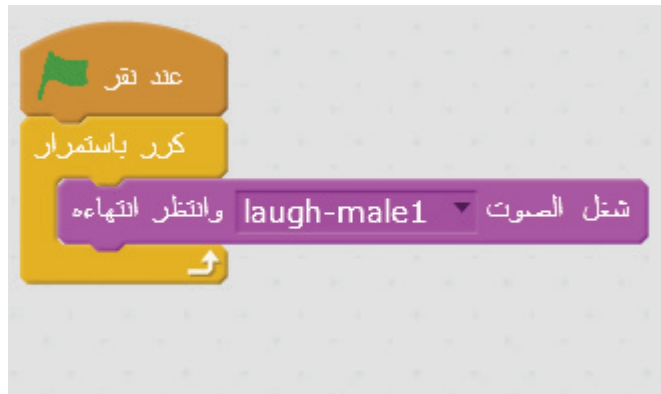 عند نقر
كرر باستمرار
شغل الصوت laugh-male1 وانتظر انتهاءه